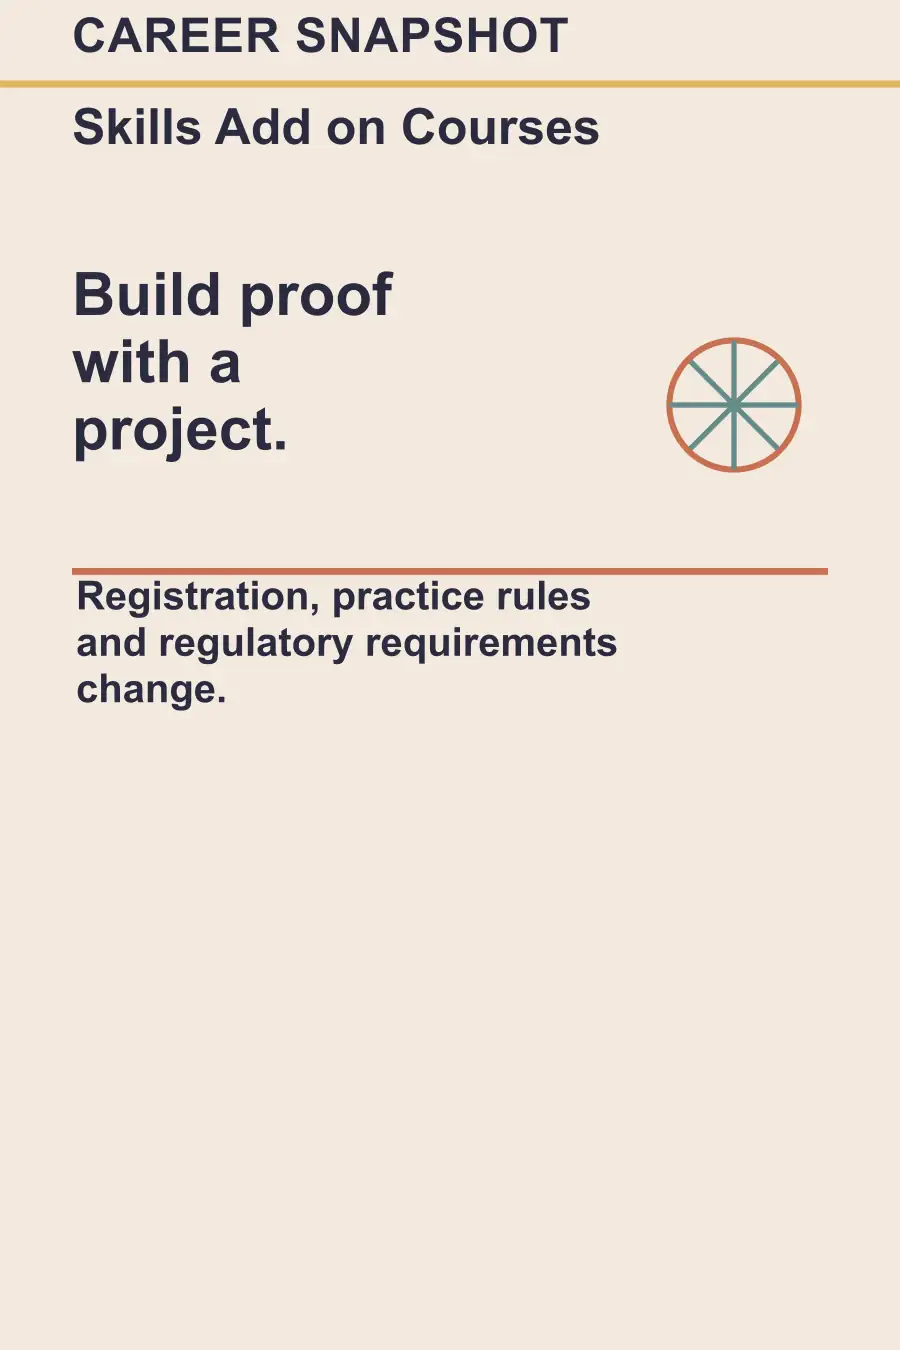 CAREER SNAPSHOT
Skills Add on Courses
Build proof
with a
project.
Registration, practice rules
and regulatory requirements
change.